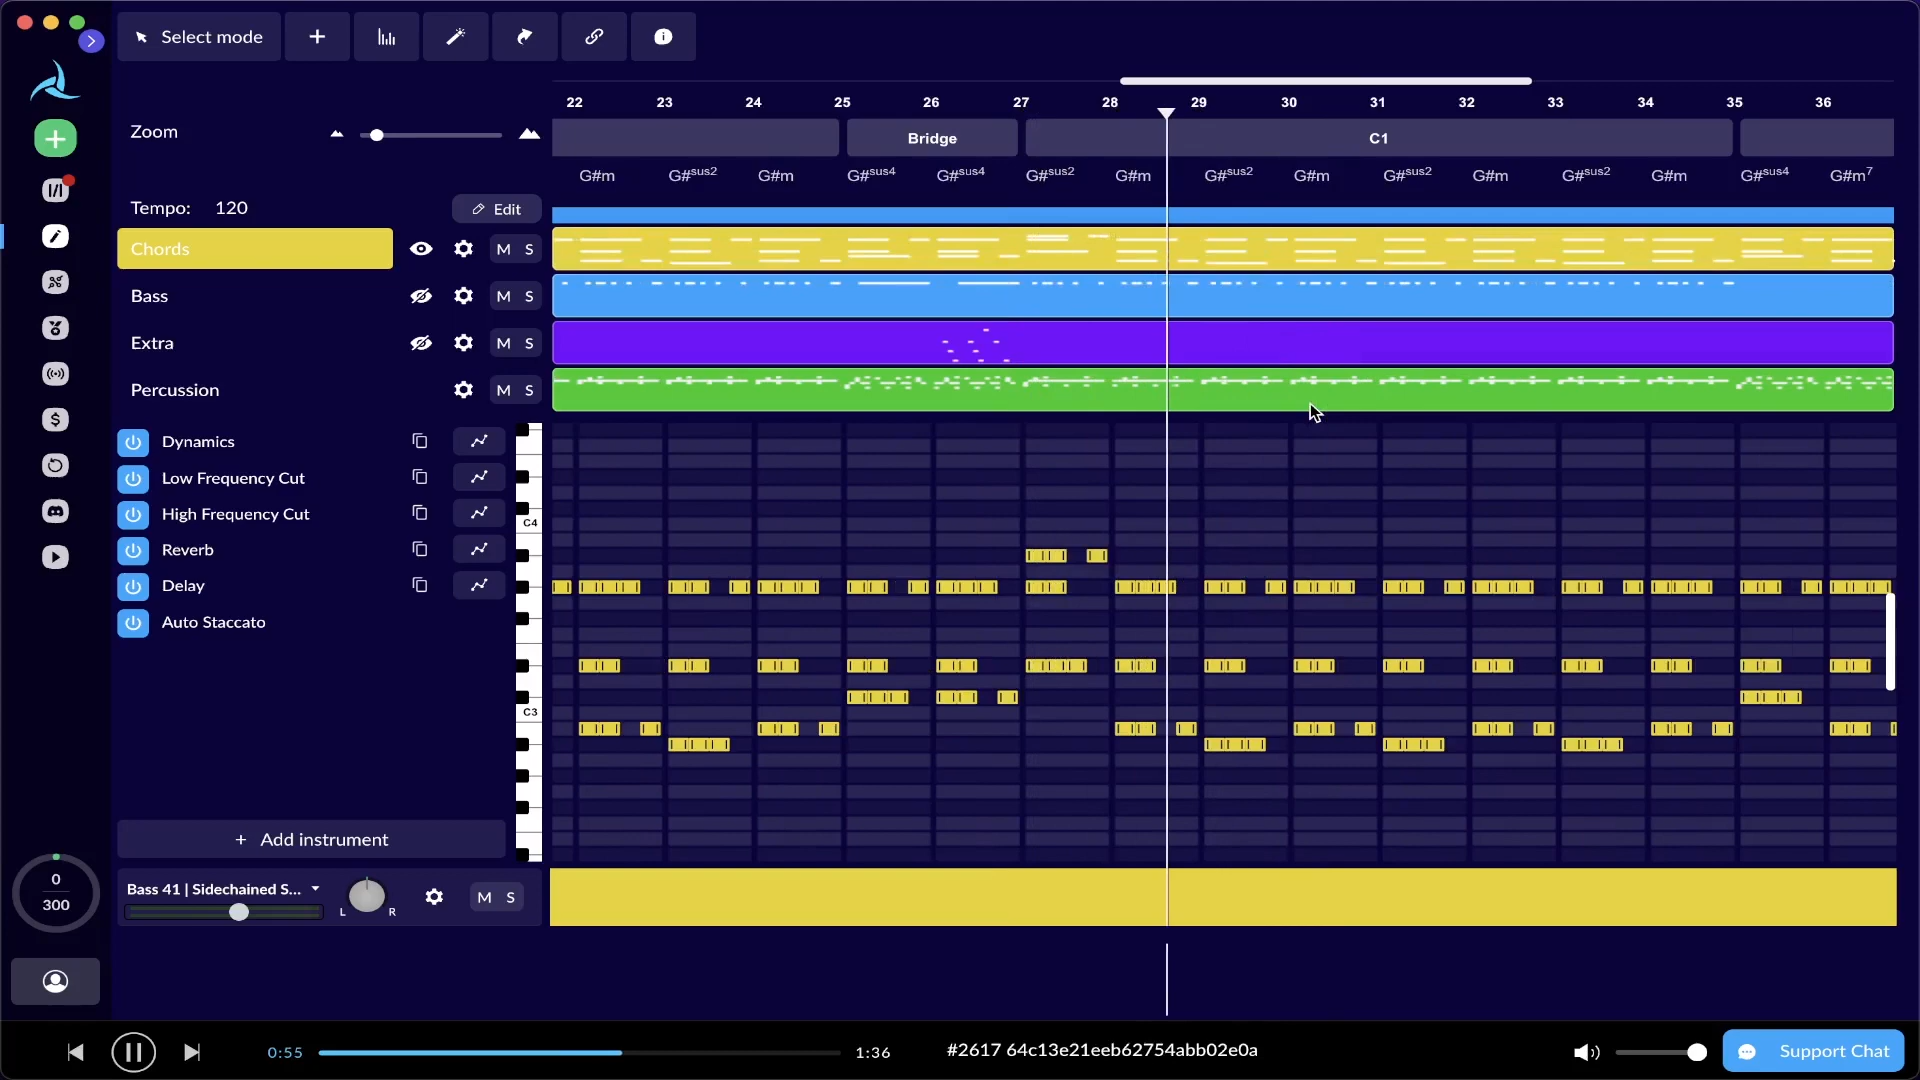 Select mode
22 23 24 25 26 27 28 29 30 31 32 33 34 35 36
Zoom
Bridge C1
G#m G#sus2 G#m G#sus4 G#sus4 G#sus2 G#m G#sus2 G#m G#sus2 G#m G#sus2 G#m G#sus4 G#m7
Tempo: 120 Edit
Chords M S
Bass M S
Extra M S
Percussion M S
Dynamics
Low Frequency Cut
High Frequency Cut
C4
Reverb
Delay
Auto Staccato
C3
+ Add instrument
0
300
Bass 41 | Sidechained S...
L R
M S
0:55 1:36 #2617 64c13e21eeb62754abb02e0a Support Chat